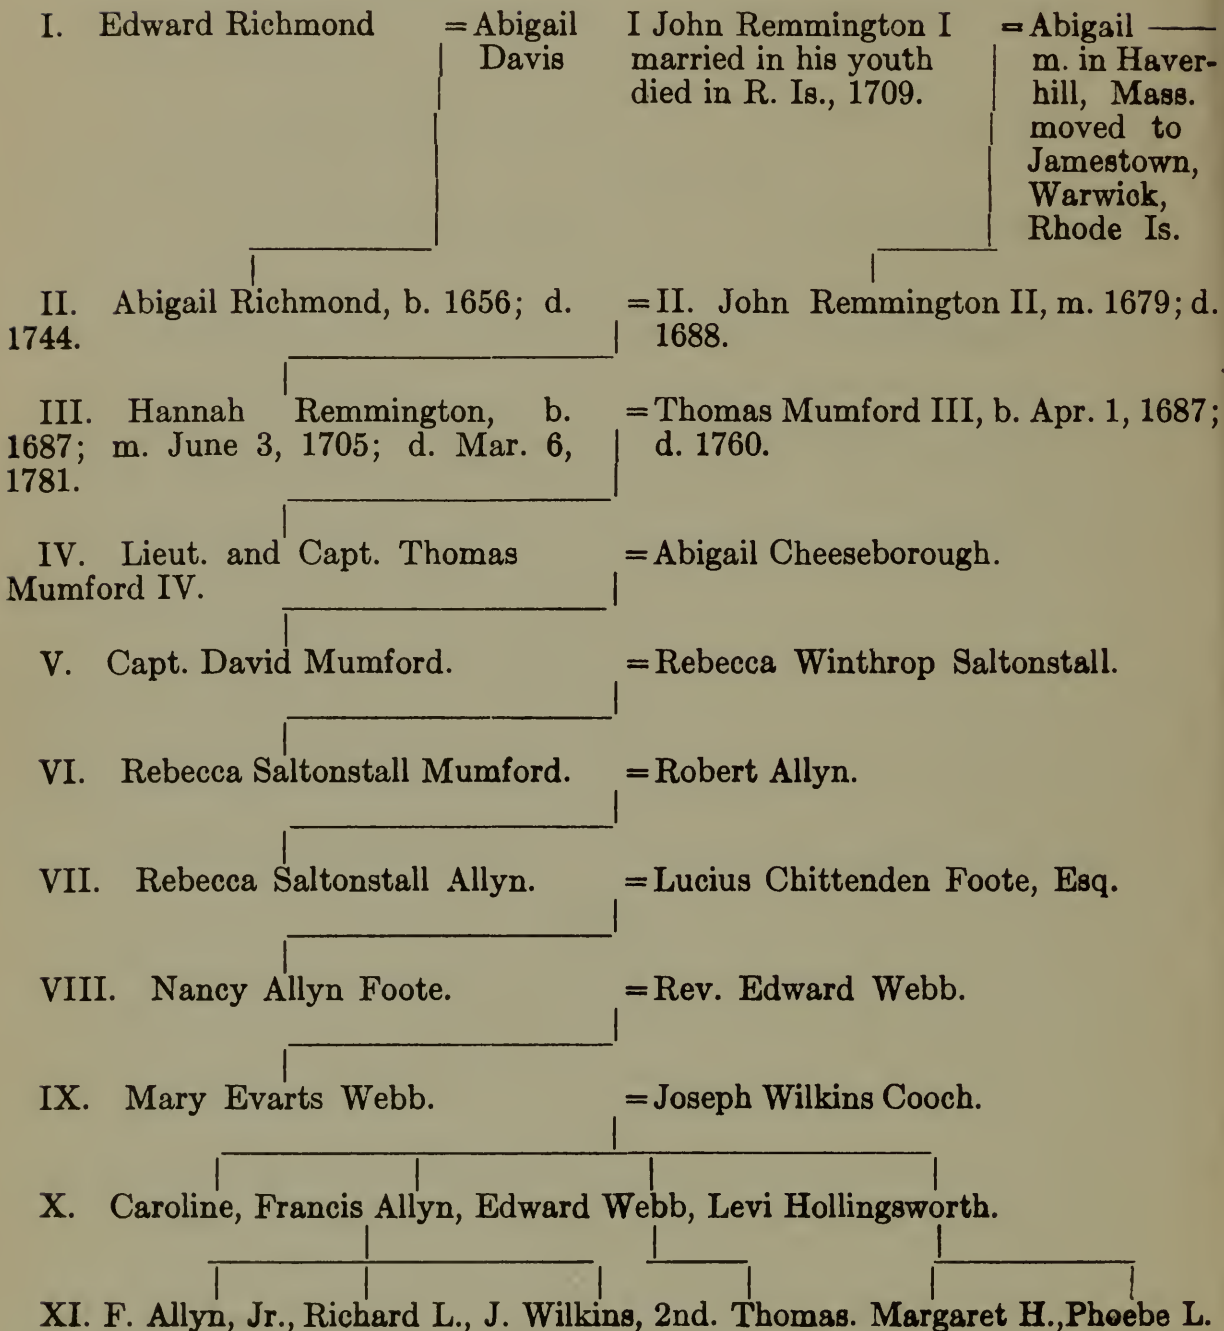 I. Edward Richmond = Abigail Davis
I John Remmington I married in his youth died in R. Is., 1709. = Abigail —— m. in Haverhill, Mass. moved to Jamestown, Warwick, Rhode Is.
II. Abigail Richmond, b. 1656; d.
1744.
= II. John Remmington II, m. 1679; d.
1688.
III. Hannah Remmington, b.
1687; m. June 3, 1705; d. Mar. 6,
1781.
= Thomas Mumford III, b. Apr. 1, 1687;
d. 1760.
IV. Lieut. and Capt. Thomas
Mumford IV.
= Abigail Cheeseborough.
V. Capt. David Mumford. = Rebecca Winthrop Saltonstall.
VI. Rebecca Saltonstall Mumford. = Robert Allyn.
VII. Rebecca Saltonstall Allyn. = Lucius Chittenden Foote, Esq.
VIII. Nancy Allyn Foote. = Rev. Edward Webb.
IX. Mary Evarts Webb. = Joseph Wilkins Cooch.
X. Caroline, Francis Allyn, Edward Webb, Levi Hollingsworth.
XI. F. Allyn, Jr., Richard L., J. Wilkins, 2nd. Thomas. Margaret H., Phoebe L.